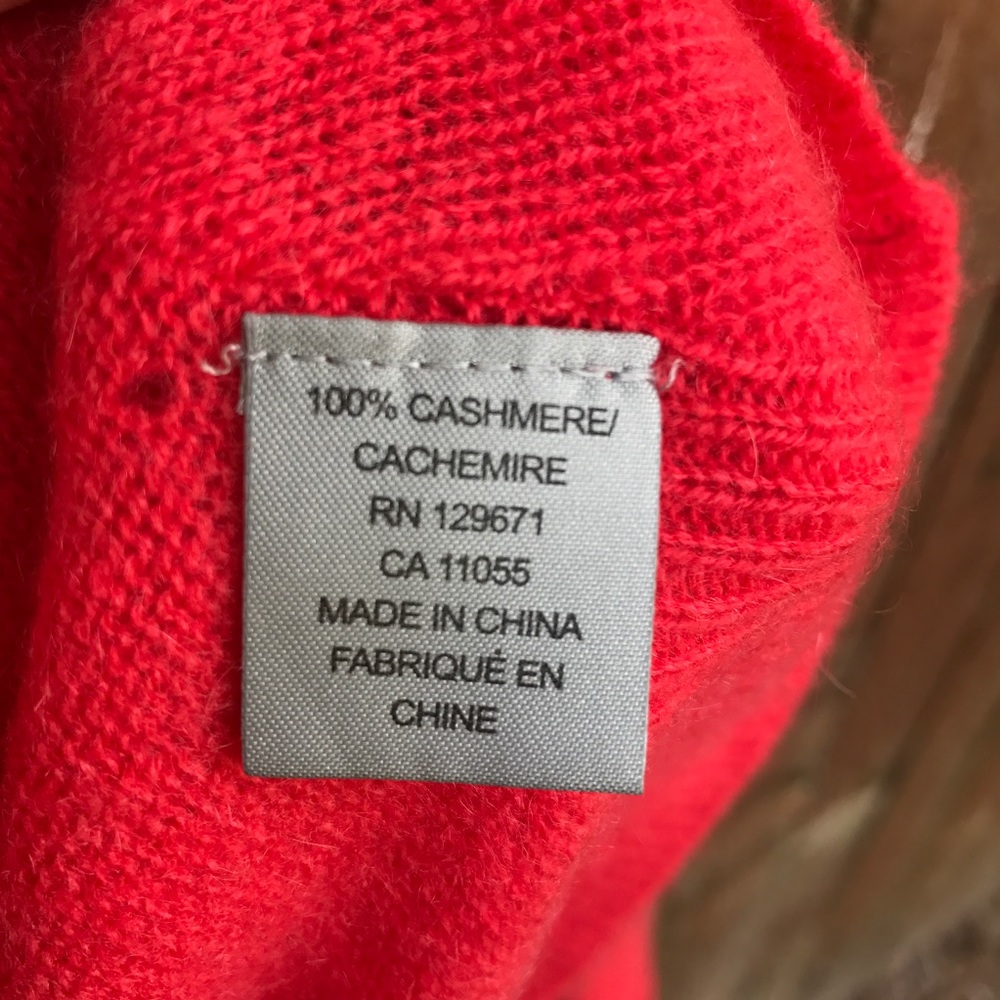 100% CASHMERE/
CACHEMIRE
RN 129671
CA 11055
MADE IN CHINA
FABRIQUÉ EN
CHINE